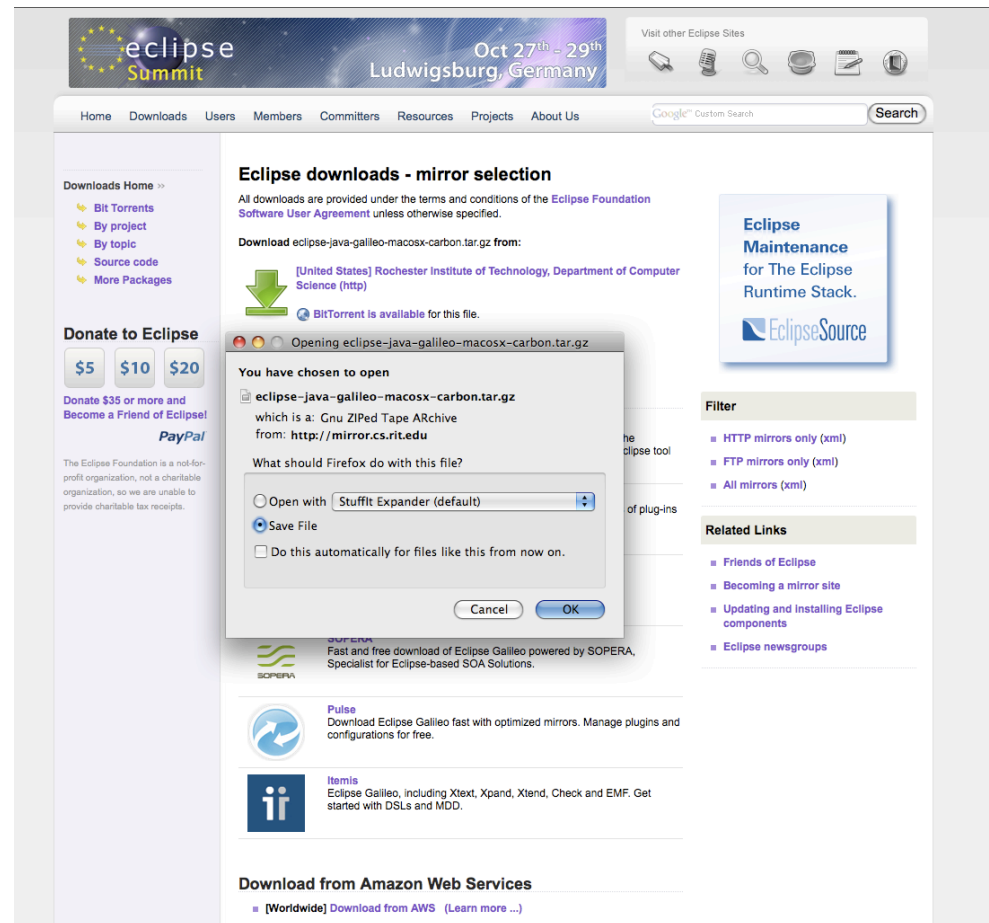 eclipse
Summit
Oct 27th - 29th
Ludwigsburg, Germany
Visit other Eclipse Sites
Home Downloads Users Members Committers Resources Projects About Us
Google™ Custom Search
Search
Downloads Home »
Bit Torrents
By project
By topic
Source code
More Packages
Donate to Eclipse
$5 $10 $20
Donate $35 or more and
Become a Friend of Eclipse!
PayPal
The Eclipse Foundation is a not-for-
profit organization, not a charitable
organization, so we are unable to
provide charitable tax receipts.
Eclipse downloads - mirror selection
All downloads are provided under the terms and conditions of the Eclipse Foundation
Software User Agreement unless otherwise specified.
Download eclipse-java-galileo-macosx-carbon.tar.gz from:
[United States] Rochester Institute of Technology, Department of Computer
Science (http)
BitTorrent is available for this file.
Opening eclipse-java-galileo-macosx-carbon.tar.gz
You have chosen to open
eclipse-java-galileo-macosx-carbon.tar.gz
which is a: Gnu ZIPed Tape ARchive
from: http://mirror.cs.rit.edu
What should Firefox do with this file?
Open with StuffIt Expander (default)
Save File
Do this automatically for files like this from now on.
Cancel OK
clipse tool
of plug-ins
SOPERA
Fast and free download of Eclipse Galileo powered by SOPERA,
Specialist for Eclipse-based SOA Solutions.
SOPERA
Pulse
Download Eclipse Galileo fast with optimized mirrors. Manage plugins and
configurations for free.
Itemis
Eclipse Galileo, including Xtext, Xpand, Xtend, Check and EMF. Get
started with DSLs and MDD.
Download from Amazon Web Services
[Worldwide] Download from AWS (Learn more ...)
Eclipse
Maintenance
for The Eclipse
Runtime Stack.
EclipseSource
Filter
HTTP mirrors only (xml)
FTP mirrors only (xml)
All mirrors (xml)
Related Links
Friends of Eclipse
Becoming a mirror site
Updating and installing Eclipse
components
Eclipse newsgroups